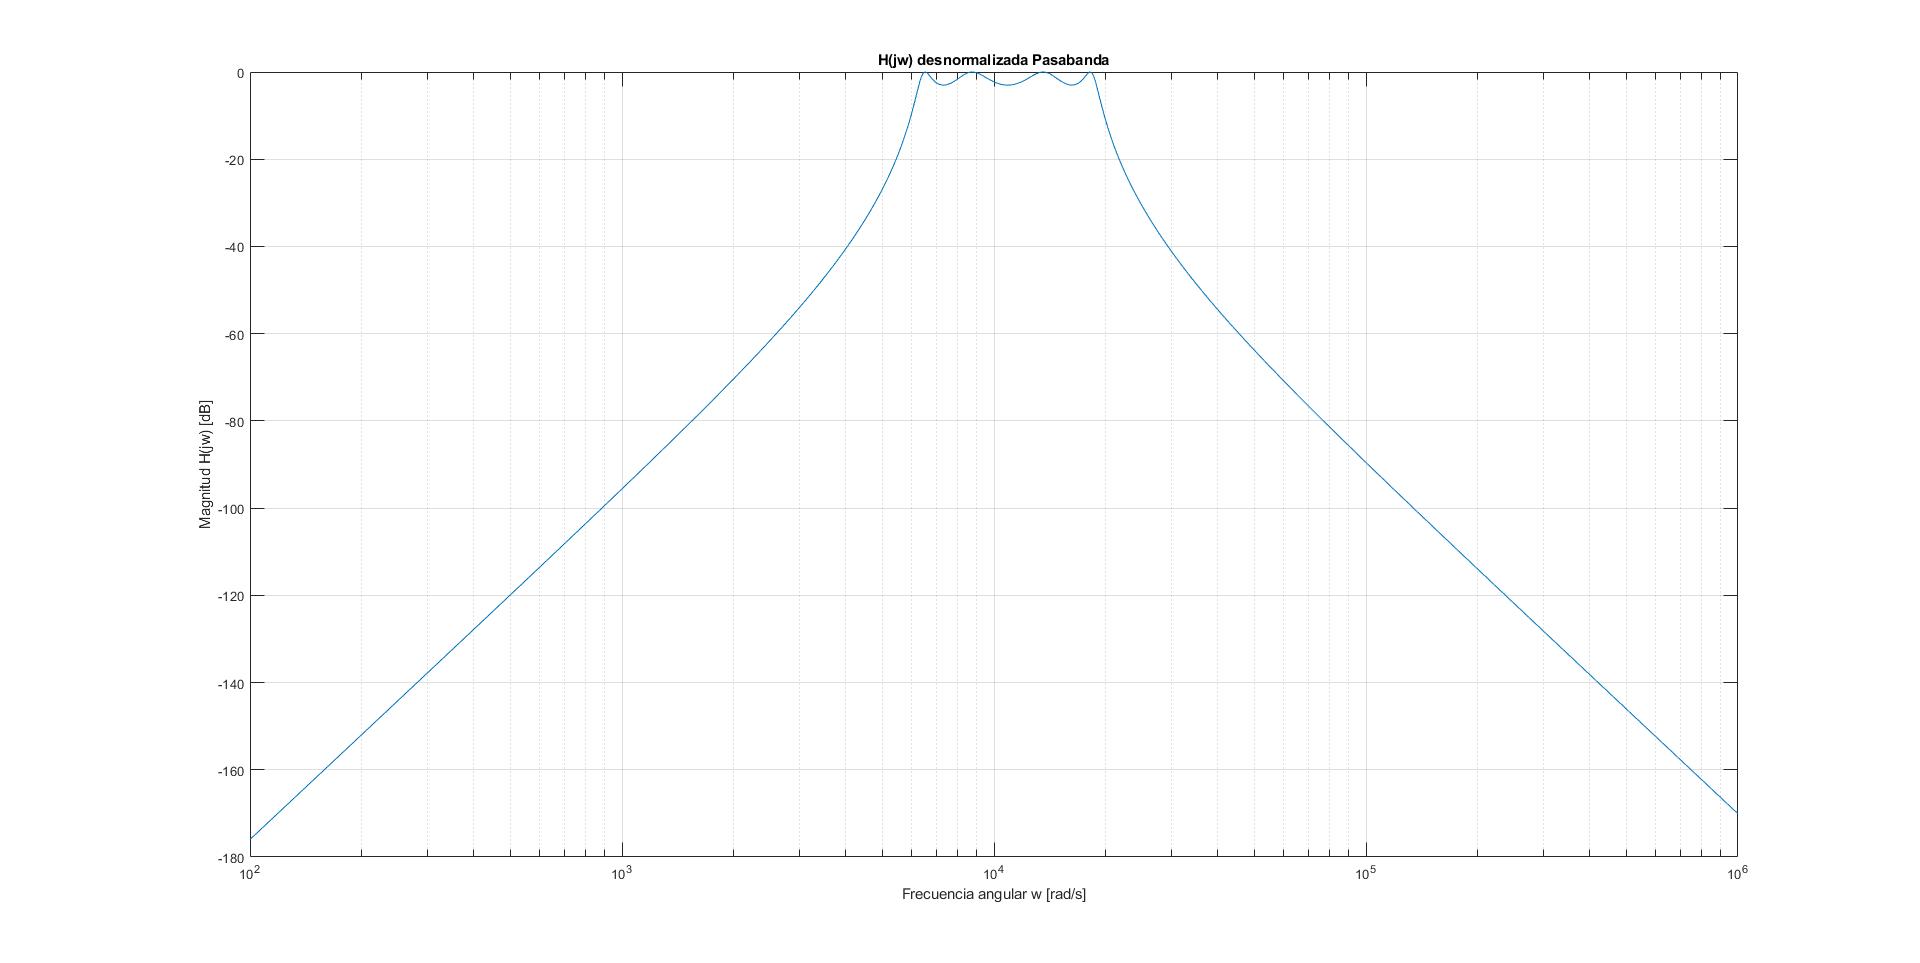 H(jw) desnormalizada Pasabanda
0
-20
-40
-60
-80
-100
-120
-140
-160
-180
Magnitud H(jw) [dB]
10² 10³ 10⁴ 10⁵ 10⁶
Frecuencia angular w [rad/s]